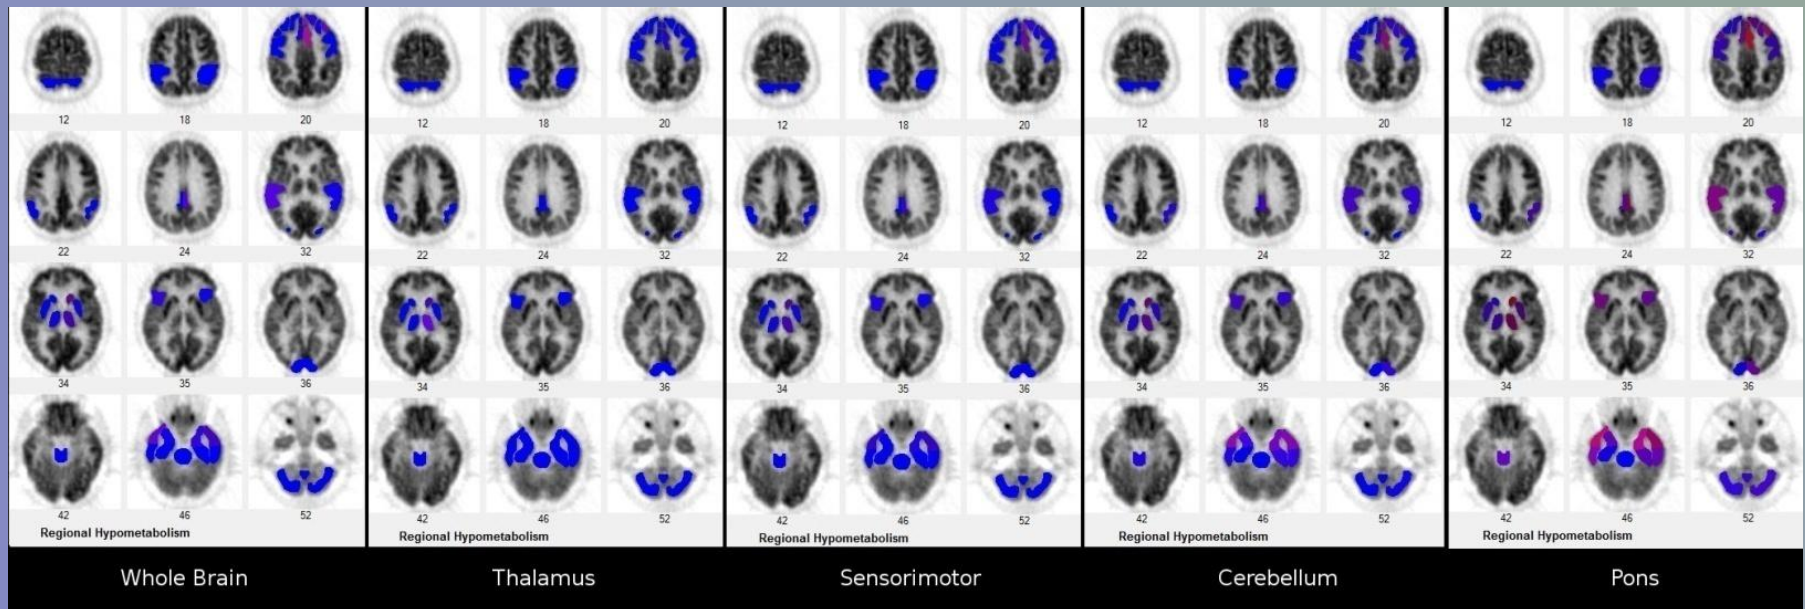 12 18 20
22 24 32
34 35 36
42 46 52
Regional Hypometabolism
Whole Brain
12 18 20
22 24 32
34 35 36
42 46 52
Regional Hypometabolism
Thalamus
12 18 20
22 24 32
34 35 36
42 46 52
Regional Hypometabolism
Sensorimotor
12 18 20
22 24 32
34 35 36
42 46 52
Regional Hypometabolism
Cerebellum
12 18 20
22 24 32
34 35 36
42 46 52
Regional Hypometabolism
Pons